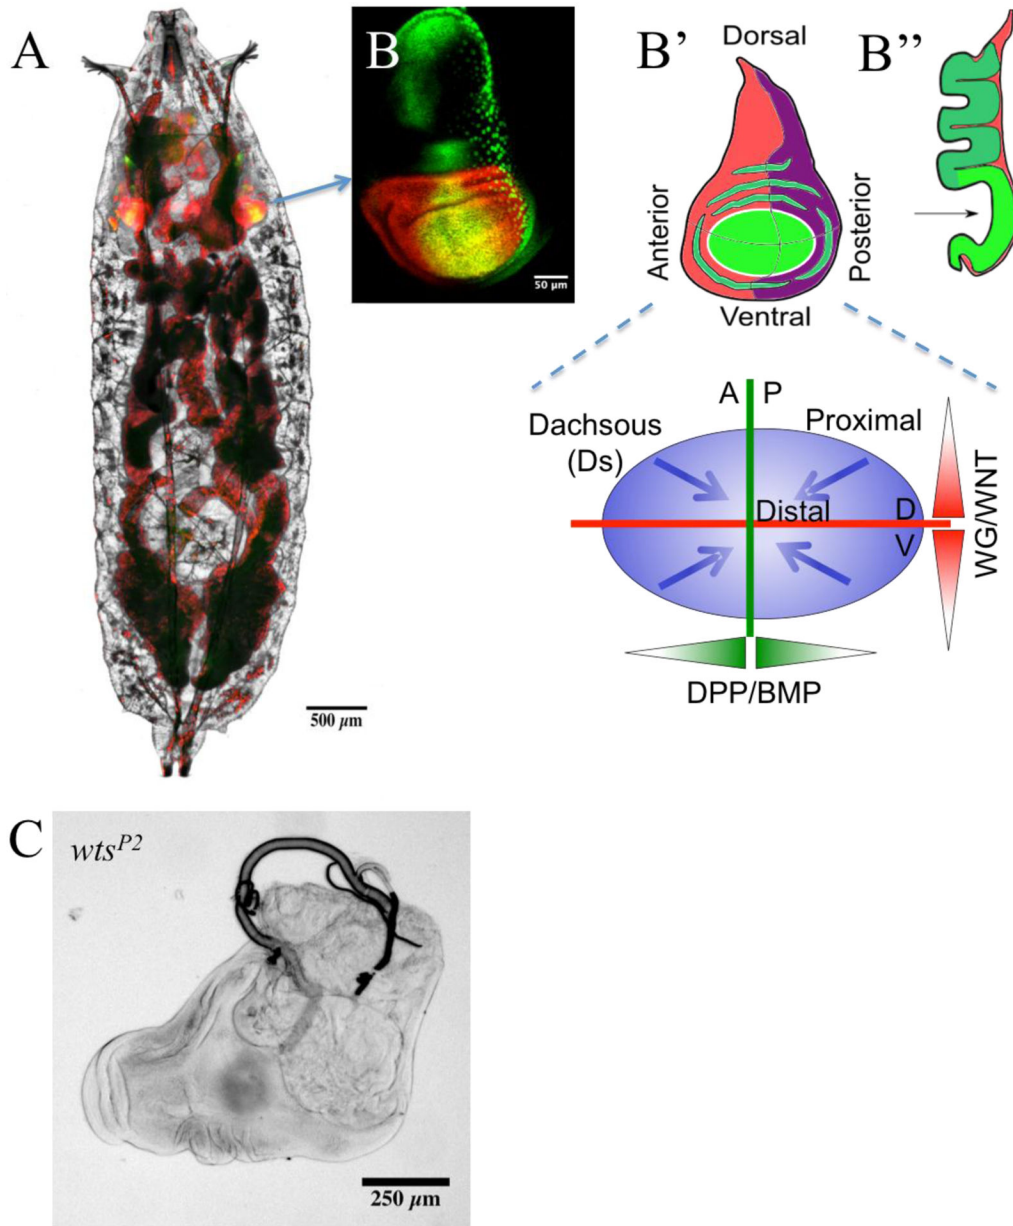 A
B
B’
B’’
Dorsal
Anterior
Posterior
Ventral
50 µm
500 µm
A P
Dachsous
(Ds)
Proximal
Distal
D
V
WG/WNT
DPP/BMP
C
wts^P2
250 µm